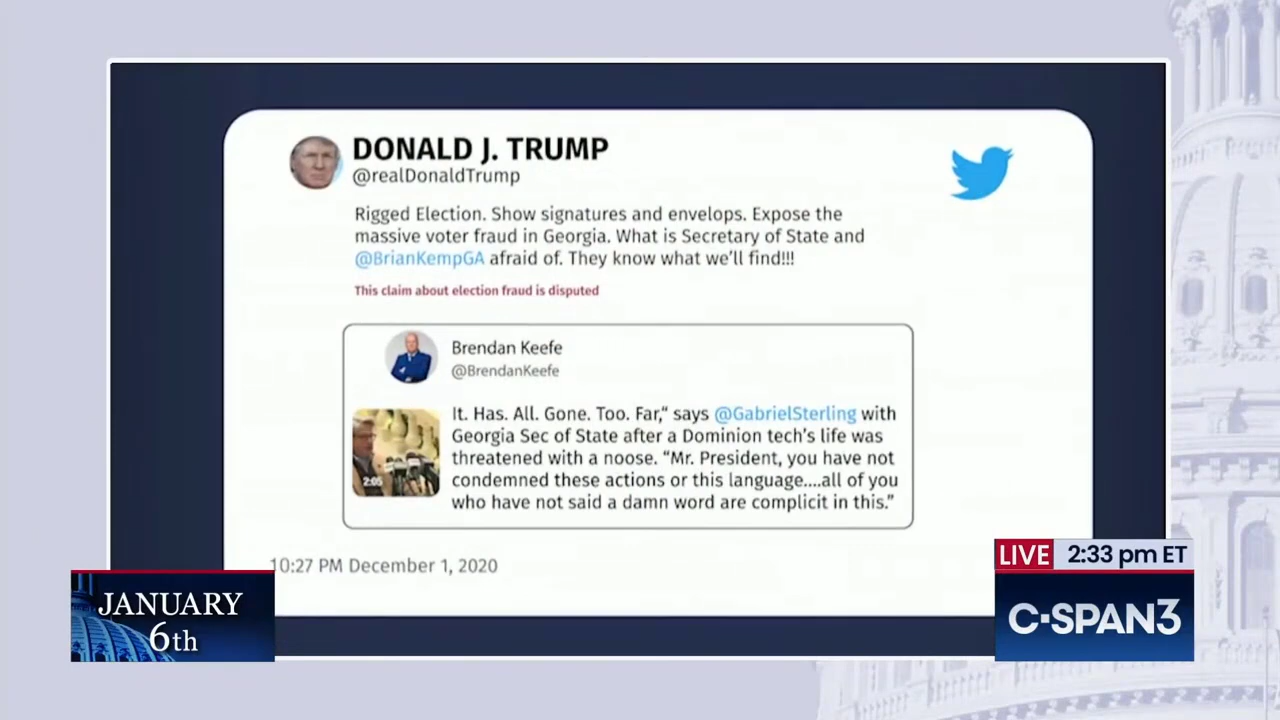 DONALD J. TRUMP
@realDonaldTrump
Rigged Election. Show signatures and envelops. Expose the
massive voter fraud in Georgia. What is Secretary of State and
@BrianKempGA afraid of. They know what we'll find!!!
This claim about election fraud is disputed
Brendan Keefe
@BrendanKeefe
It. Has. All. Gone. Too. Far,“ says @GabrielSterling with
Georgia Sec of State after a Dominion tech's life was
threatened with a noose. “Mr. President, you have not
condemned these actions or this language....all of you
who have not said a damn word are complicit in this.”
2:05
10:27 PM December 1, 2020
JANUARY
6th
LIVE 2:33 pm ET
C-SPAN3